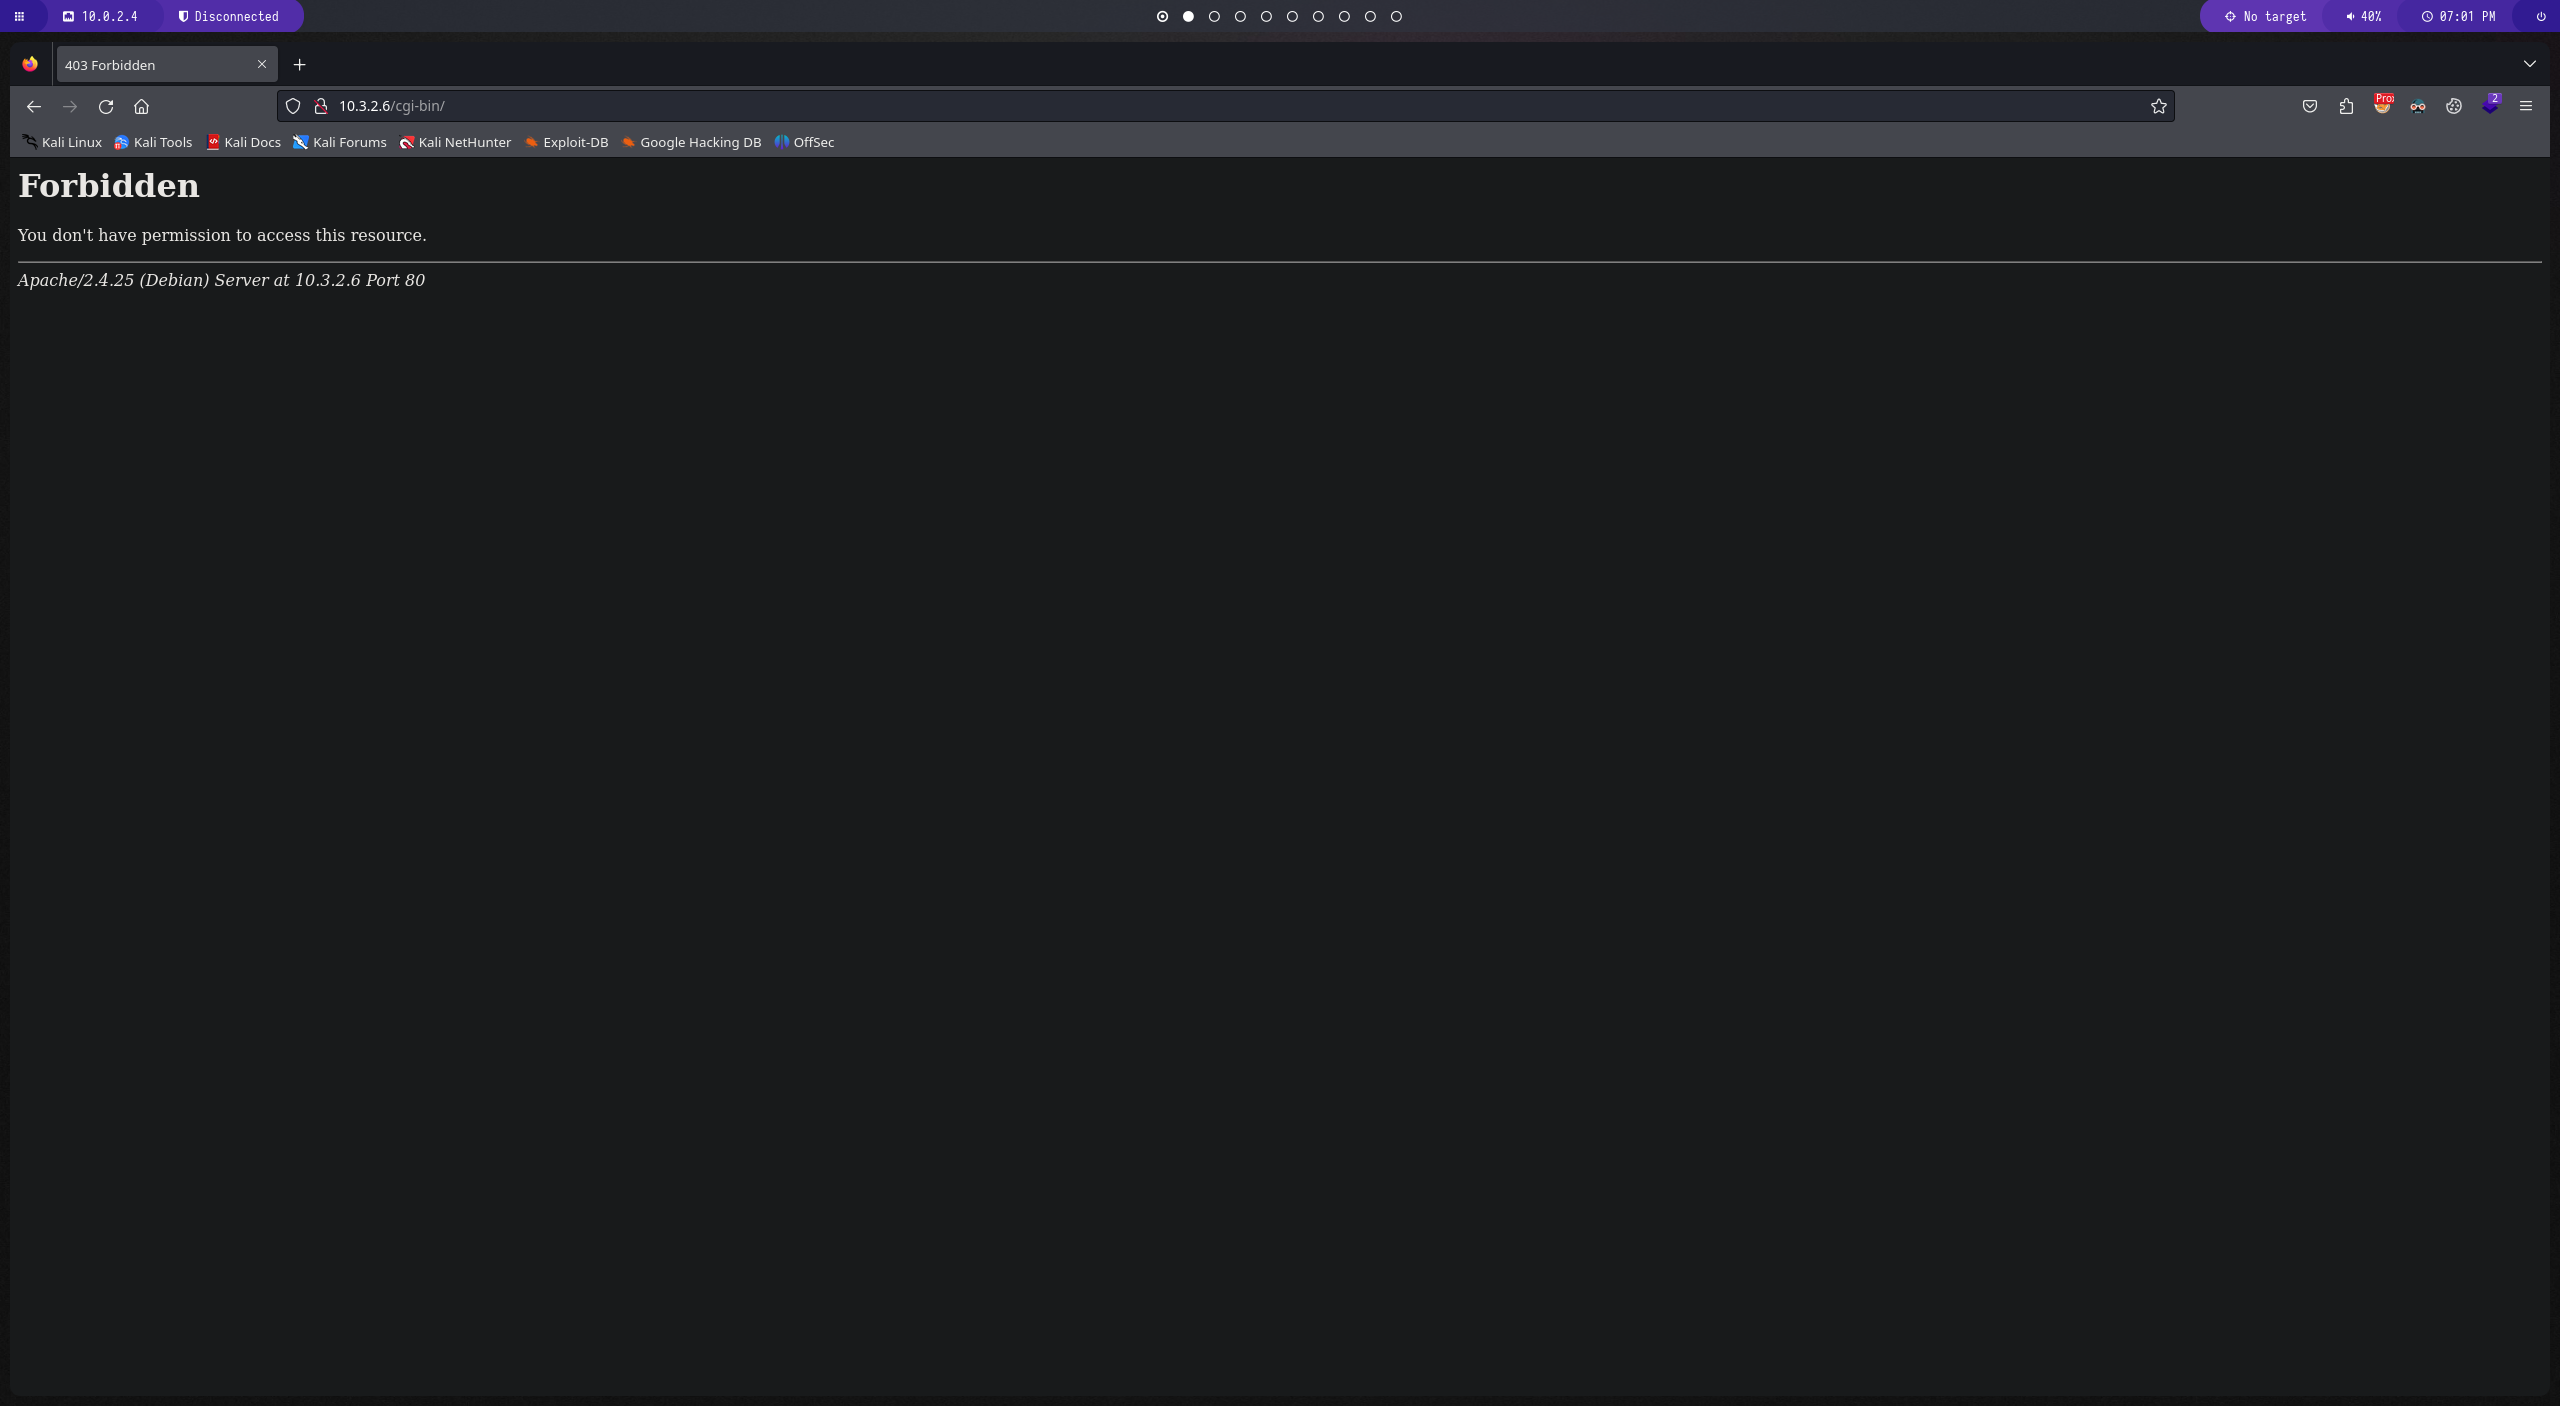 10.0.2.4 Disconnected No target 40% 07:01 PM
403 Forbidden
10.3.2.6/cgi-bin/ Pro 2
Kali Linux Kali Tools Kali Docs Kali Forums Kali NetHunter Exploit-DB Google Hacking DB OffSec
Forbidden
You don't have permission to access this resource.
Apache/2.4.25 (Debian) Server at 10.3.2.6 Port 80